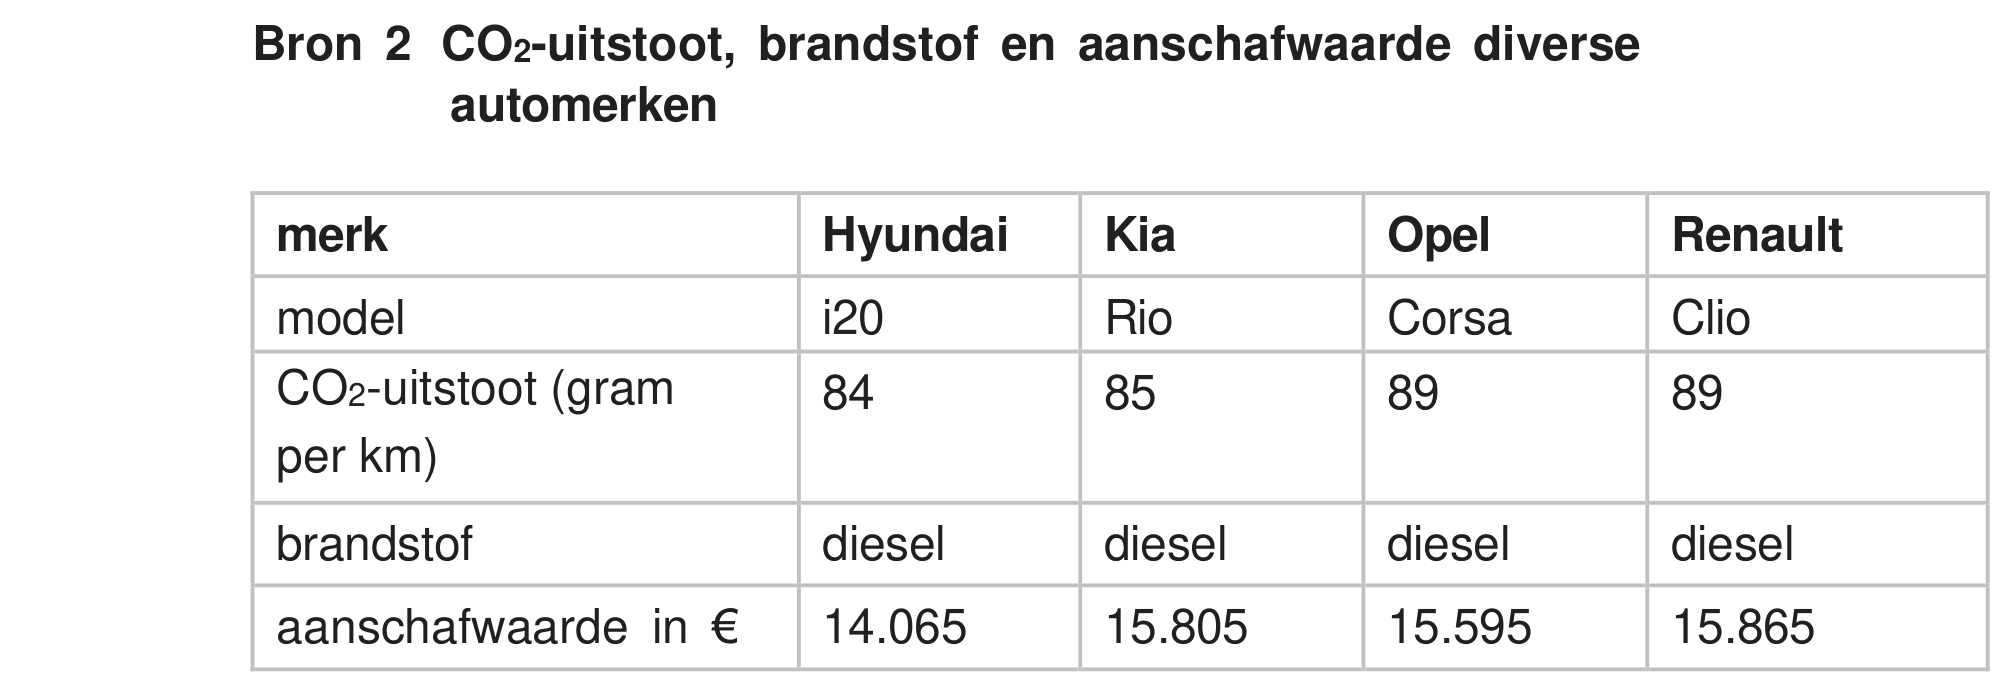 Bron 2 CO₂-uitstoot, brandstof en aanschafwaarde diverse
automerken
merk Hyundai Kia Opel Renault
model i20 Rio Corsa Clio
CO₂-uitstoot (gram 84 85 89 89
per km)
brandstof diesel diesel diesel diesel
aanschafwaarde in € 14.065 15.805 15.595 15.865